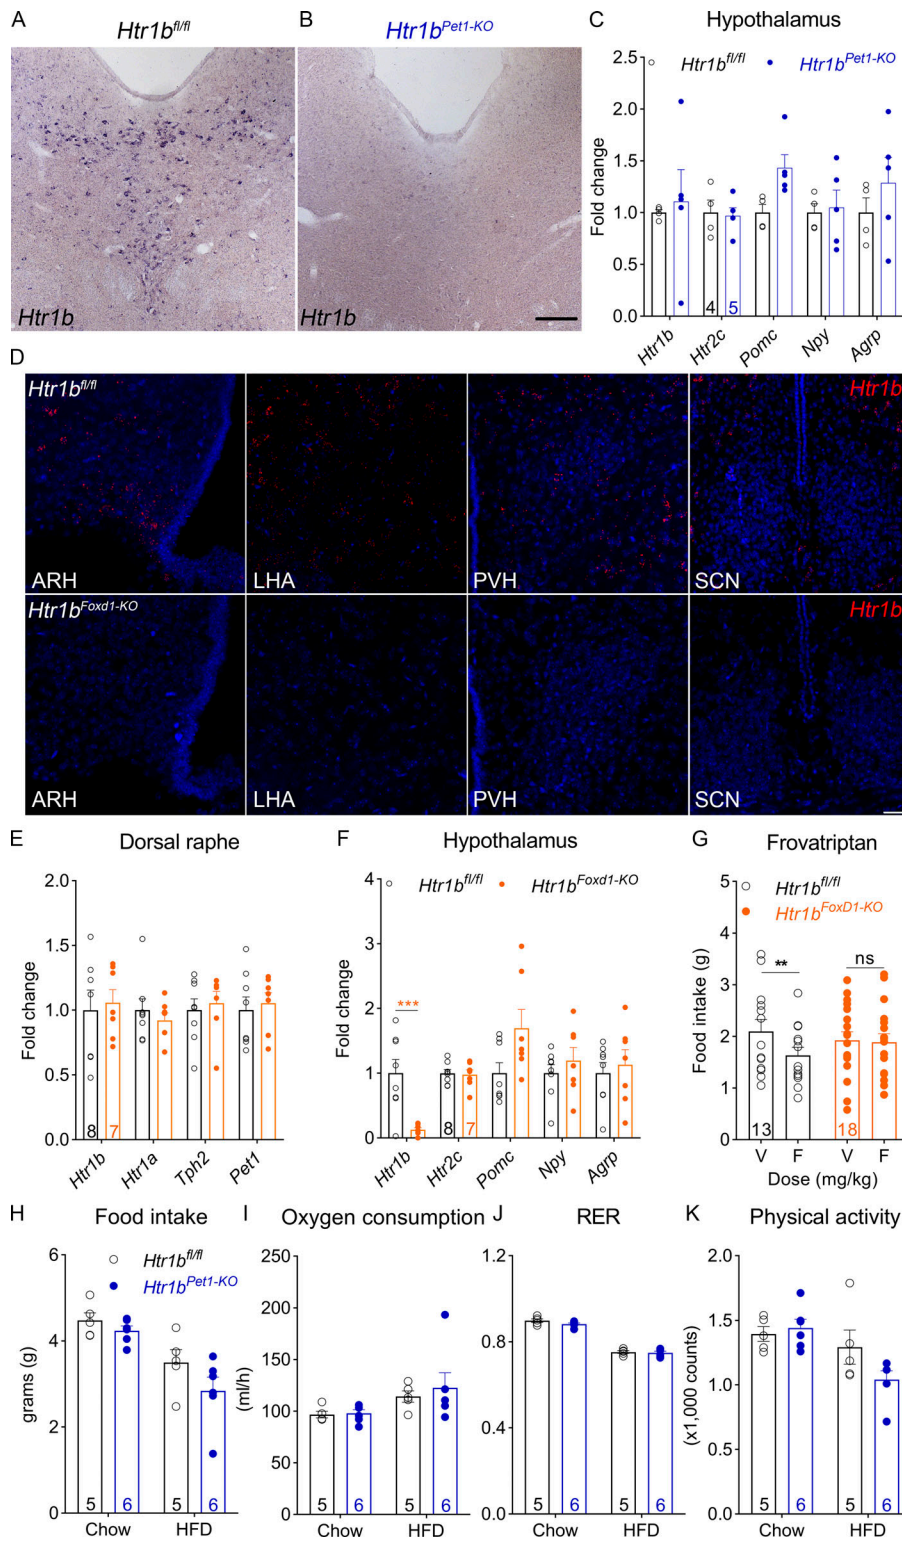 A
Htr1b^fl/fl
B
Htr1b^Pet1-KO
Htr1b
Htr1b
C
Hypothalamus
Htr1b^fl/fl
Htr1b^Pet1-KO
Fold change
2.5
2.0
1.5
1.0
0.5
0.0
4
5
Htr1b
Htr2c
Pomc
Npy
Agrp
D
Htr1b^fl/fl
Htr1b
ARH
LHA
PVH
SCN
Htr1b^Foxd1-KO
Htr1b
ARH
LHA
PVH
SCN
E
Dorsal raphe
Fold change
2.0
1.5
1.0
0.5
0.0
8
7
Htr1b
Htr1a
Tph2
Pet1
F
Hypothalamus
Htr1b^fl/fl
Htr1b^Foxd1-KO
Fold change
4
3
2
1
0
***
8
7
Htr1b
Htr2c
Pomc
Npy
Agrp
G
Frovatriptan
Htr1b^fl/fl
Htr1b^FoxD1-KO
Food intake (g)
5
4
3
2
1
0
**
ns
13
18
V
F
V
F
Dose (mg/kg)
H
Food intake
Htr1b^fl/fl
Htr1b^Pet1-KO
grams (g)
6
4
2
0
5
6
5
6
Chow
HFD
I
Oxygen consumption
(ml/h)
250
200
150
100
50
0
5
6
5
6
Chow
HFD
J
RER
1.2
0.8
0.4
0.0
5
6
5
6
Chow
HFD
K
Physical activity
(x1,000 counts)
2.0
1.5
1.0
1.5
0.0
5
6
5
6
Chow
HFD